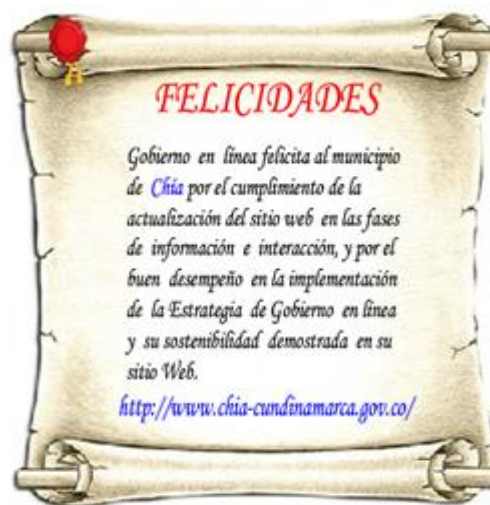 FELICIDADES
Gobierno en línea felicita al municipio
de Chía por el cumplimiento de la
actualización del sitio web en las fases
de información e interacción, y por el
buen desempeño en la implementación
de la Estrategia de Gobierno en línea
y su sostenibilidad demostrada en su
sitio Web.
http://www.chia-cundinamarca.gov.co/